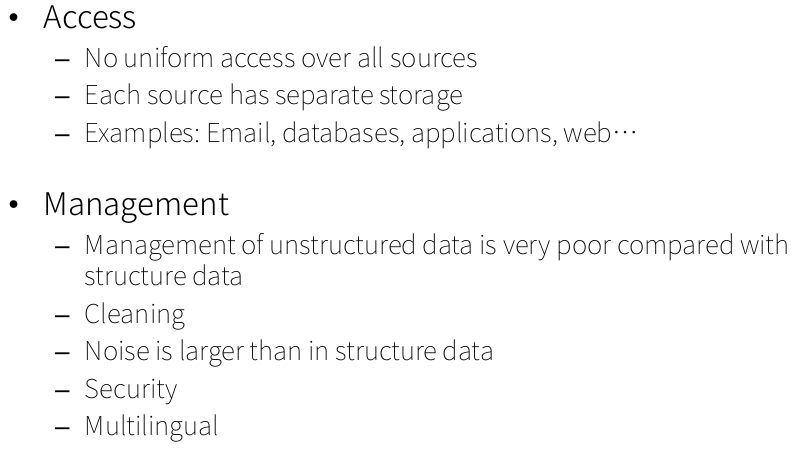 • Access
– No uniform access over all sources
– Each source has separate storage
– Examples: Email, databases, applications, web⋯
• Management
– Management of unstructured data is very poor compared with
structure data
– Cleaning
– Noise is larger than in structure data
– Security
– Multilingual